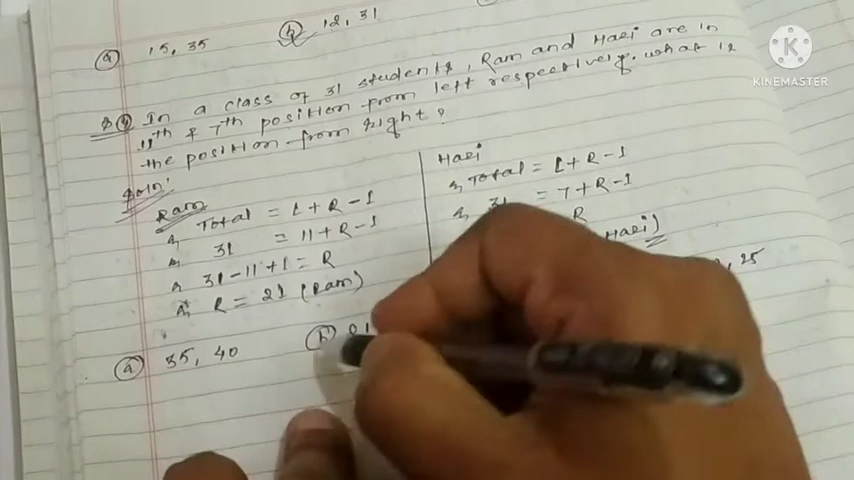 (a) 15, 35 (b) 12, 31
Q In a class of 31 students, Ram and Hari are in
11th & 7th position from left respectively. what is
the position from right?
Soln:
Ram
Total = L + R - 1
31 = 11 + R - 1
31 - 11 + 1 = R
R = 21 (Ram)
Hari
Total = L + R - 1
31 = 7 + R - 1
R
Hari)
, 25
(a) 35, 40 (b) 21
K
KINEMASTER